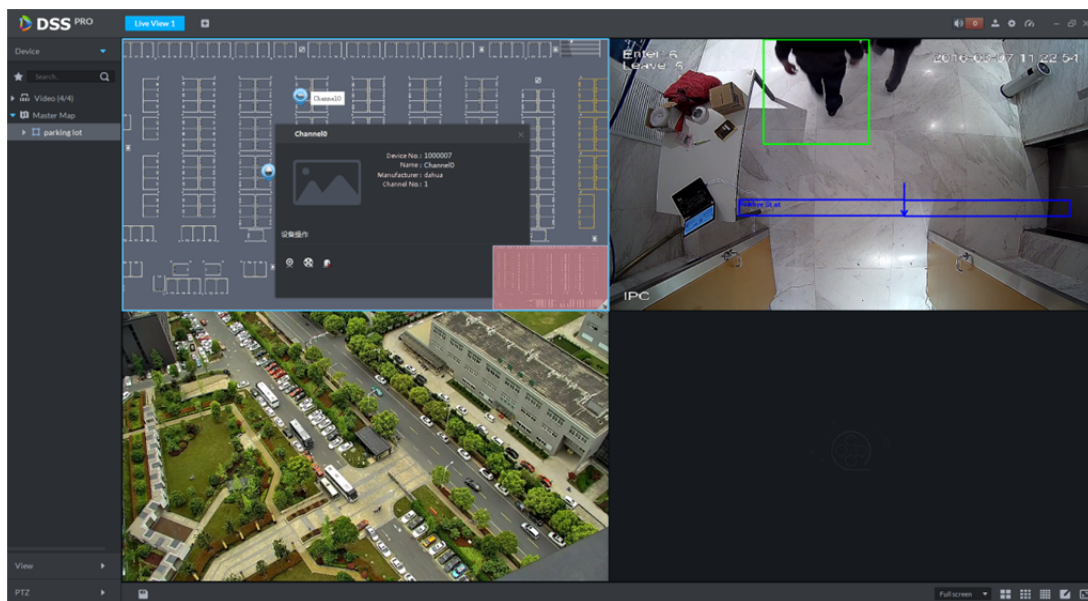 DSS PRO
Live View 1
0
Device
Search..
Video (4/4)
Master Map
parking lot
Channel0
Channel0
Device No.: 1000007
Name: Channel0
Manufacturer: dahua
Channel No.: 1
设备操作
Enter: 6
Leave: 5
IPC
View
PTZ
Full screen